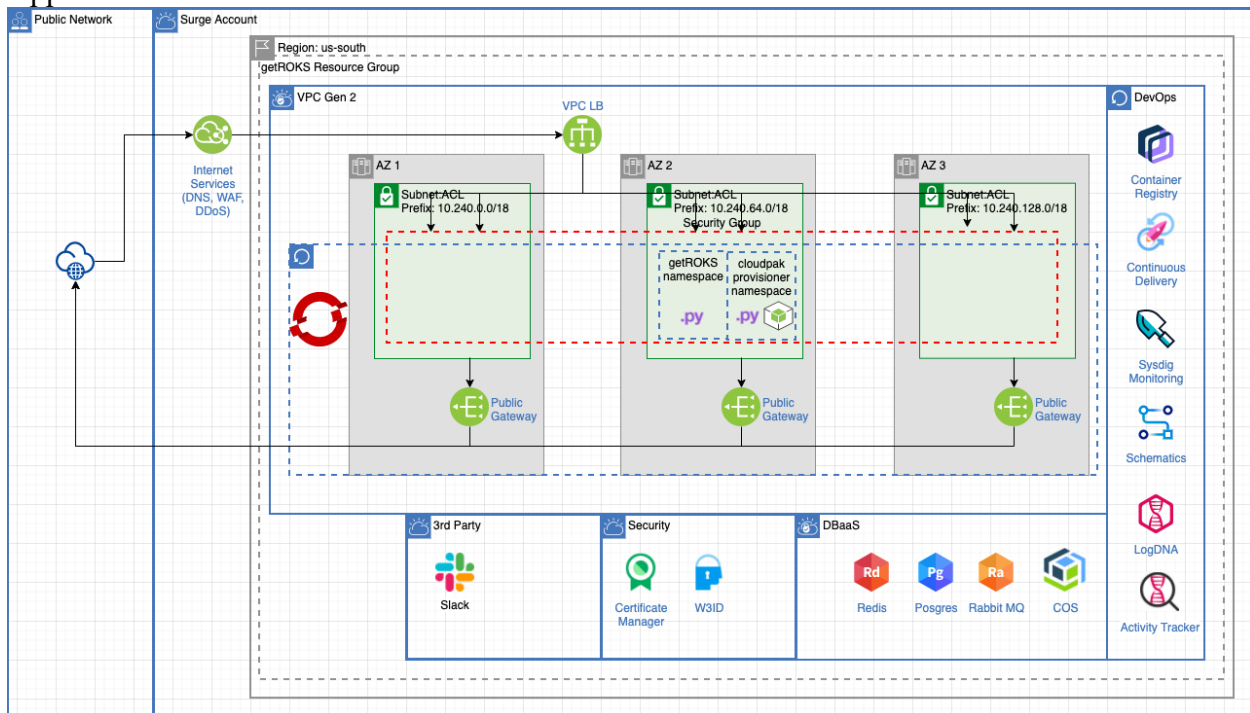 Public Network
Surge Account
Region: us-south
getROKS Resource Group
VPC Gen 2
DevOps
VPC LB
Internet
Services
(DNS, WAF,
DDoS)
AZ 1
Subnet:ACL
Prefix: 10.240.0.0/18
AZ 2
Subnet:ACL
Prefix: 10.240.64.0/18
Security Group
AZ 3
Subnet:ACL
Prefix: 10.240.128.0/18
getROKS
namespace
.py
cloudpak
provisioner
namespace
.py
Public
Gateway
Public
Gateway
Public
Gateway
Container
Registry
Continuous
Delivery
Sysdig
Monitoring
Schematics
LogDNA
Activity Tracker
3rd Party
Slack
Security
Certificate
Manager
W3ID
DBaaS
Rd
Redis
Pg
Posgres
Ra
Rabbit MQ
COS